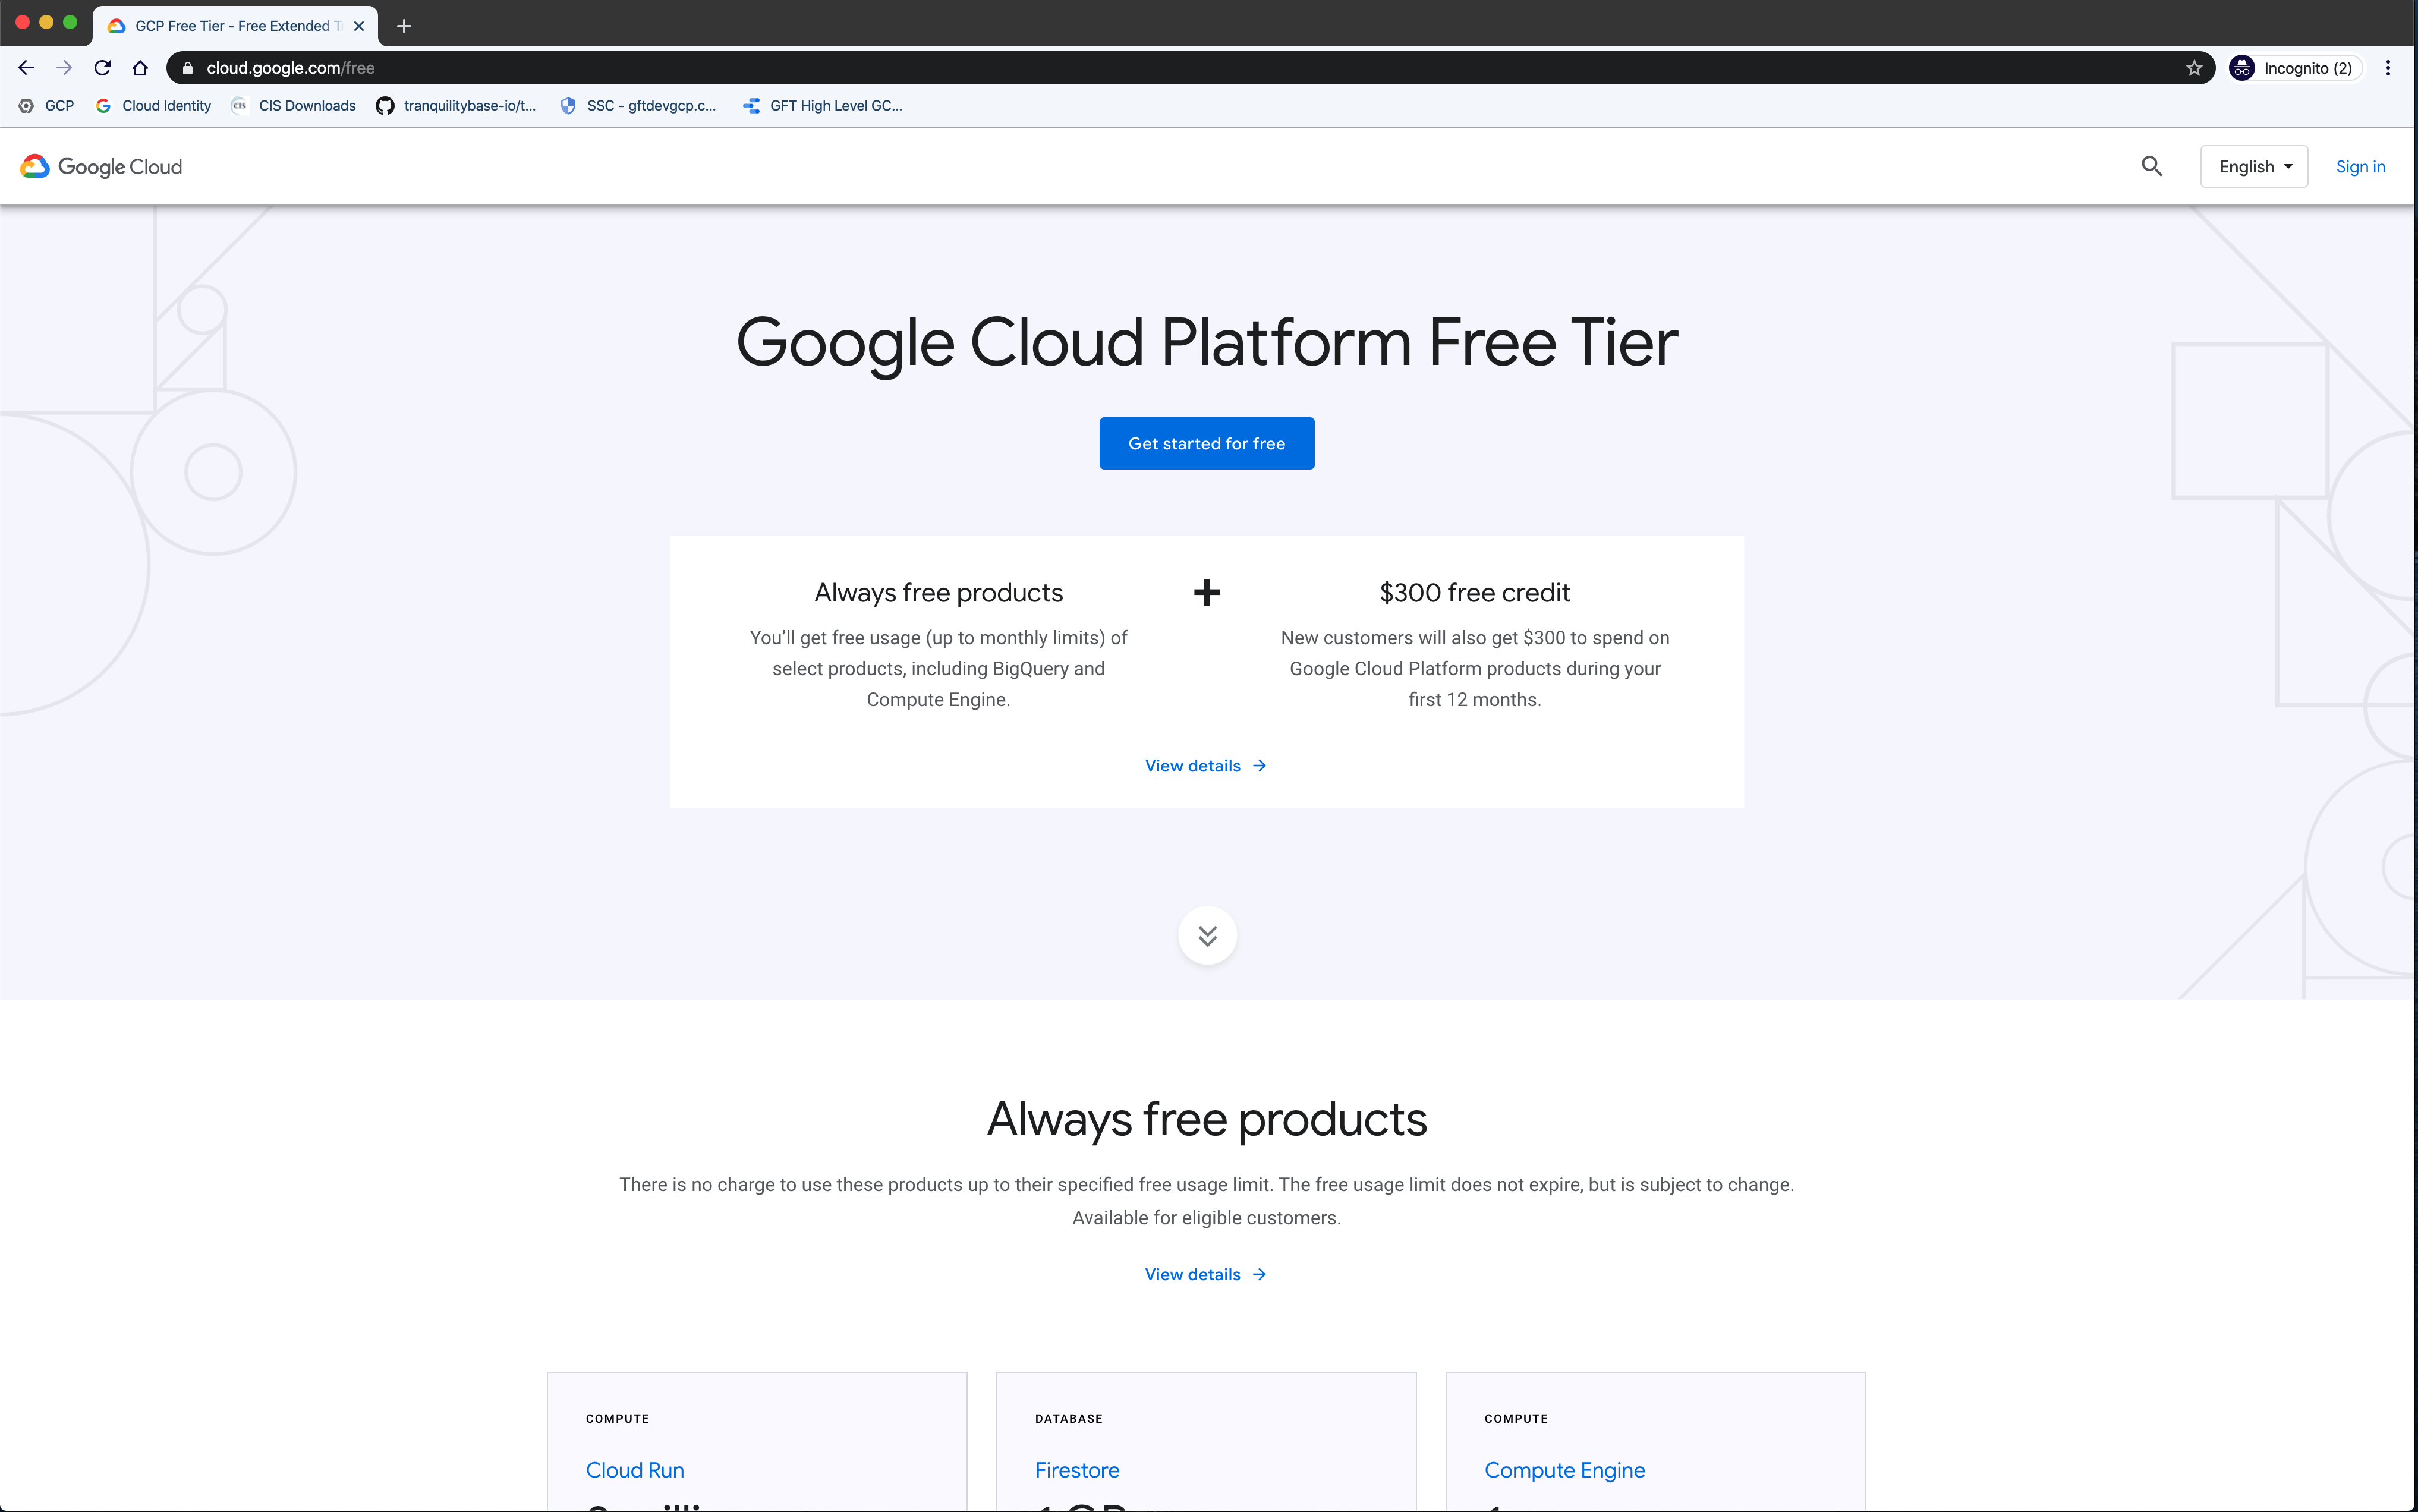 GCP Free Tier - Free Extended T
cloud.google.com/free
Incognito (2)
GCP
Cloud Identity
CIS Downloads
tranquilitybase-io/t...
SSC - gftdevgcp.c...
GFT High Level GC...
Google Cloud
English
Sign in
Google Cloud Platform Free Tier
Get started for free
Always free products
You’ll get free usage (up to monthly limits) of
select products, including BigQuery and
Compute Engine.
+
$300 free credit
New customers will also get $300 to spend on
Google Cloud Platform products during your
first 12 months.
View details
Always free products
There is no charge to use these products up to their specified free usage limit. The free usage limit does not expire, but is subject to change.
Available for eligible customers.
View details
COMPUTE
Cloud Run
DATABASE
Firestore
COMPUTE
Compute Engine